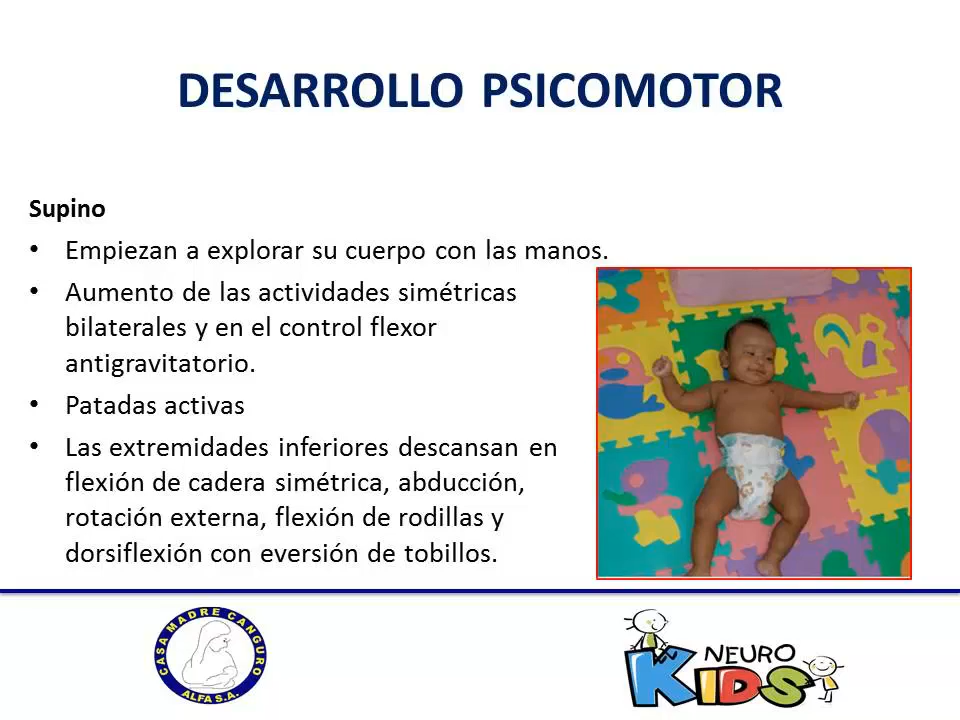 DESARROLLO PSICOMOTOR
Supino
• Empiezan a explorar su cuerpo con las manos.
• Aumento de las actividades simétricas
bilaterales y en el control flexor
antigravitatorio.
• Patadas activas
• Las extremidades inferiores descansan en
flexión de cadera simétrica, abducción,
rotación externa, flexión de rodillas y
dorsiflexión con eversión de tobillos.
CASA MADRE CANGURO
ALFA S.A.
NEURO
KIDS